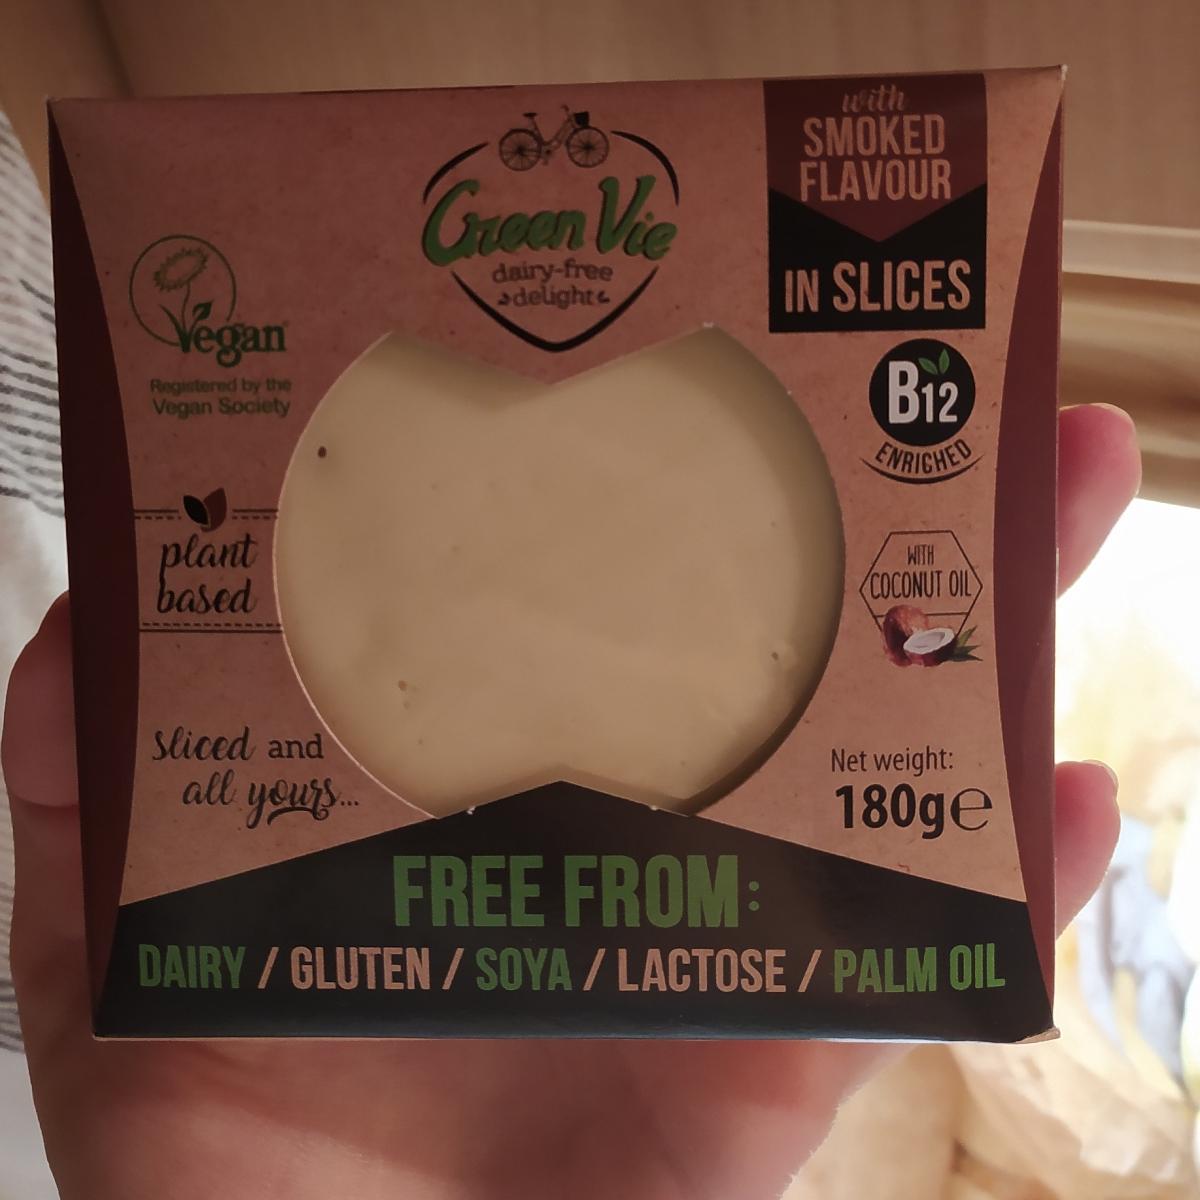 Green Vie
dairy-free
delight
with
SMOKED
FLAVOUR
IN SLICES
Vegan
Registered by the
Vegan Society
B12
ENRICHED
plant
based
WITH
COCONUT OIL
sliced and
all yours...
Net weight:
180g℮
FREE FROM:
DAIRY / GLUTEN / SOYA / LACTOSE / PALM OIL